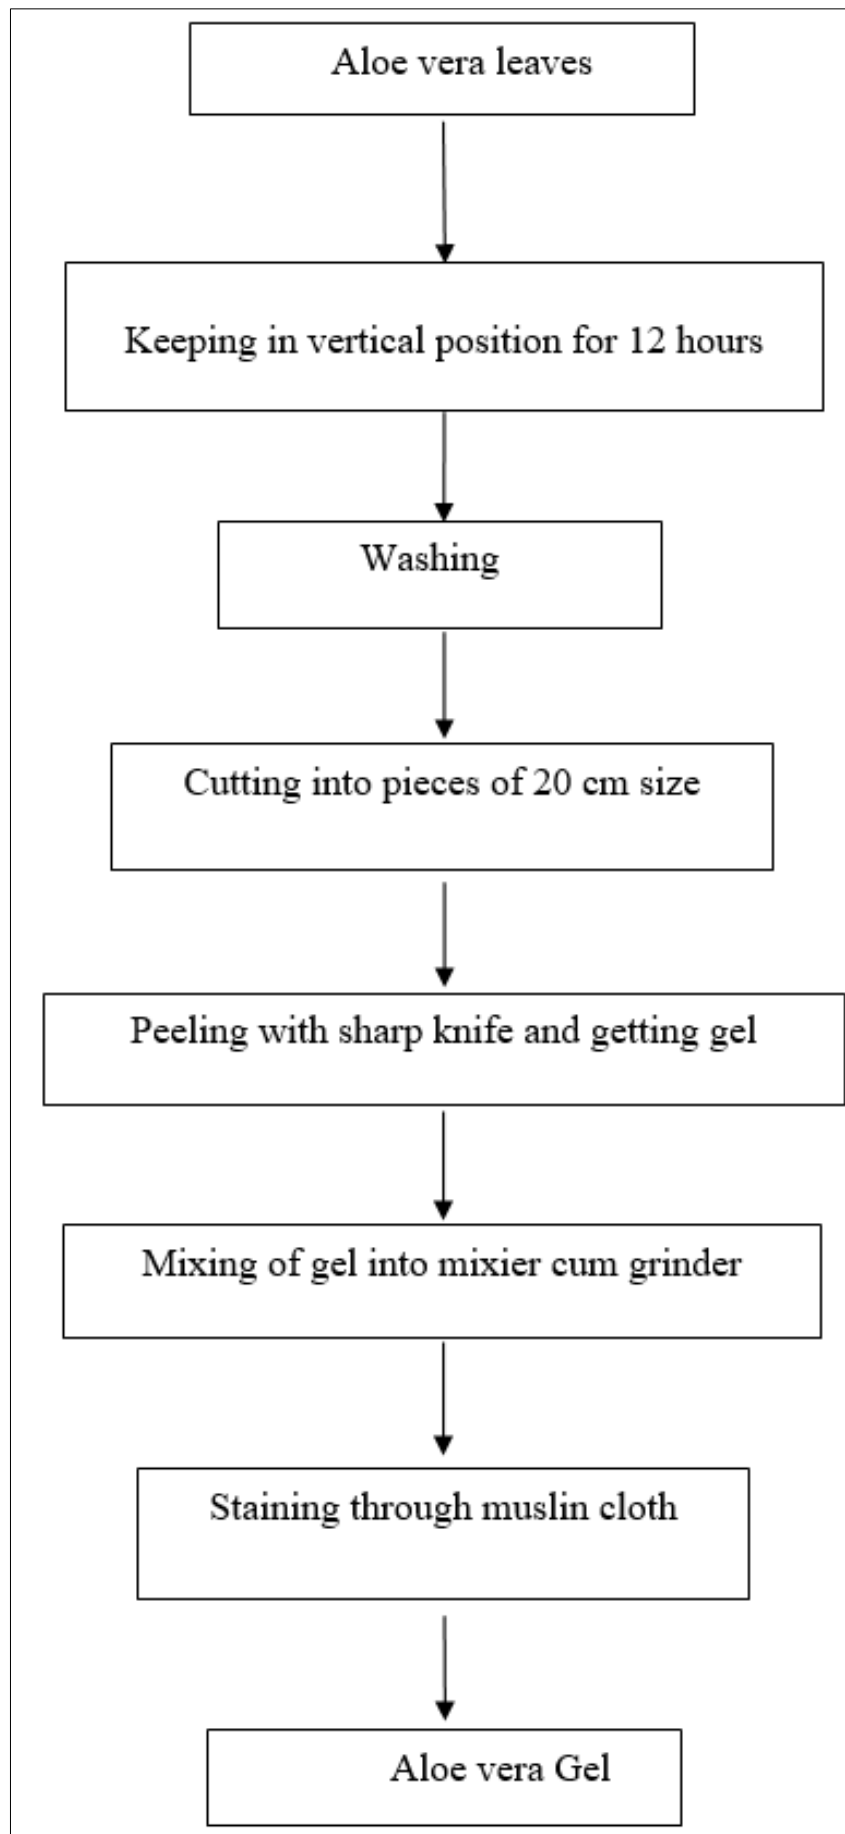 Aloe vera leaves
Keeping in vertical position for 12 hours
Washing
Cutting into pieces of 20 cm size
Peeling with sharp knife and getting gel
Mixing of gel into mixier cum grinder
Staining through muslin cloth
Aloe vera Gel